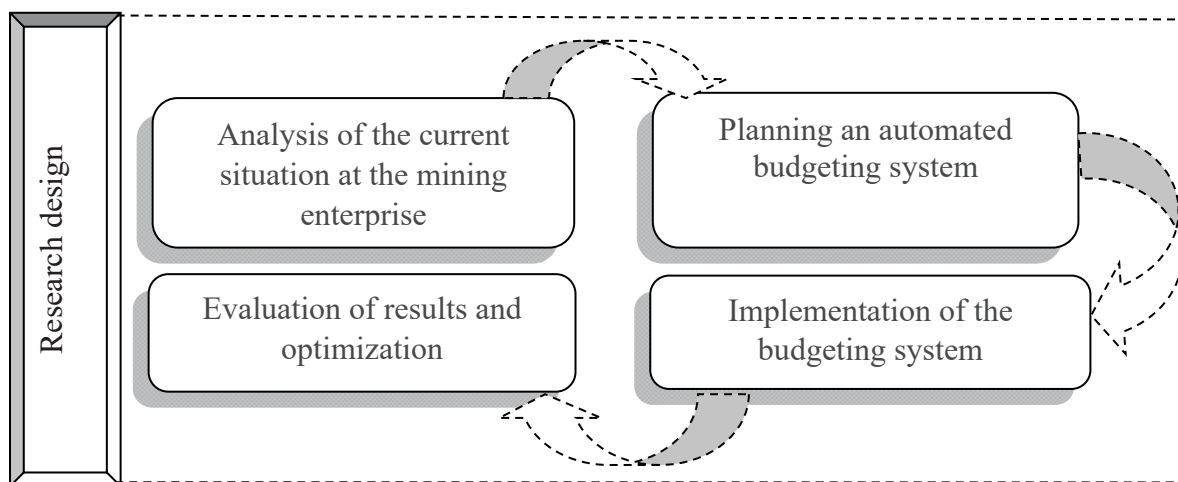 Research design
Analysis of the current
situation at the mining
enterprise
Planning an automated
budgeting system
Evaluation of results and
optimization
Implementation of the
budgeting system